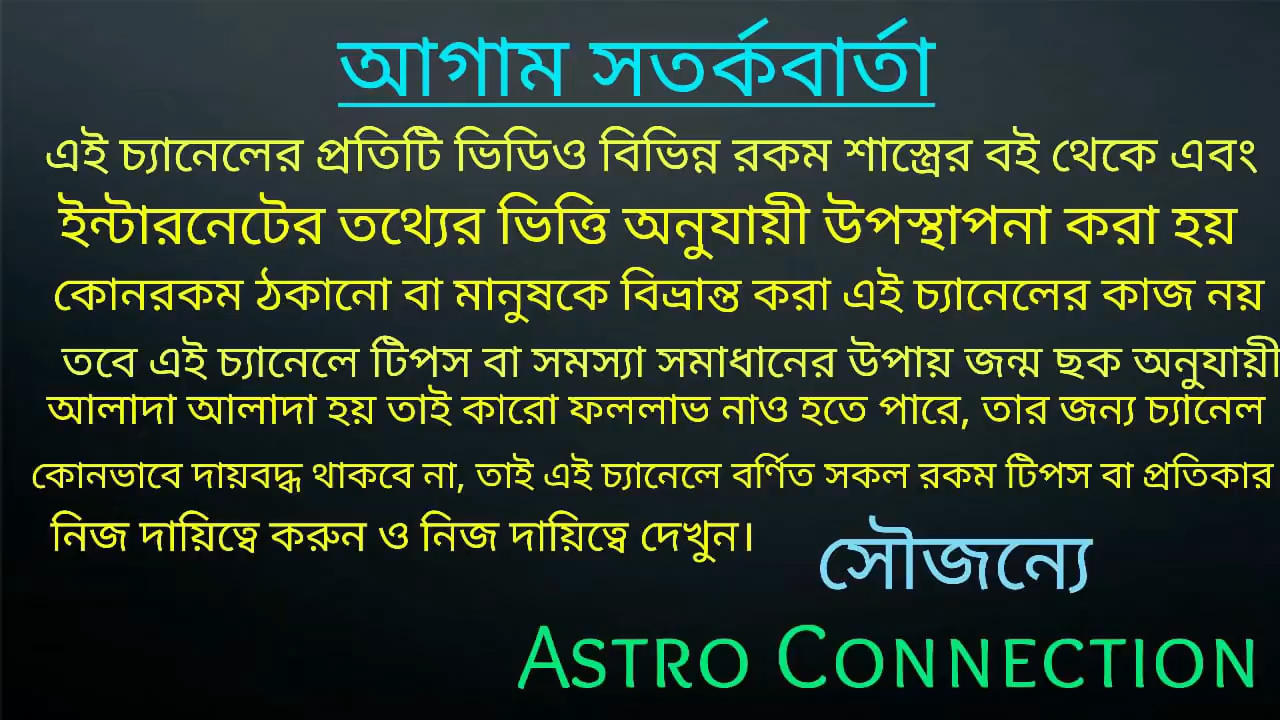 আগাম সতর্কবার্তা
এই চ্যানেলের প্রতিটি ভিডিও বিভিন্ন রকম শাস্ত্রের বই থেকে এবং
ইন্টারনেটের তথ্যের ভিত্তি অনুযায়ী উপস্থাপনা করা হয়
কোনরকম ঠকানো বা মানুষকে বিভ্রান্ত করা এই চ্যানেলের কাজ নয়
তবে এই চ্যানেলে টিপস বা সমস্যা সমাধানের উপায় জন্ম ছক অনুযায়ী
আলাদা আলাদা হয় তাই কারো ফললাভ নাও হতে পারে, তার জন্য চ্যানেল
কোনভাবে দায়বদ্ধ থাকবে না, তাই এই চ্যানেলে বর্ণিত সকল রকম টিপস বা প্রতিকার
নিজ দায়িত্বে করুন ও নিজ দায়িত্বে দেখুন।
সৌজন্যে
ASTRO CONNECTION